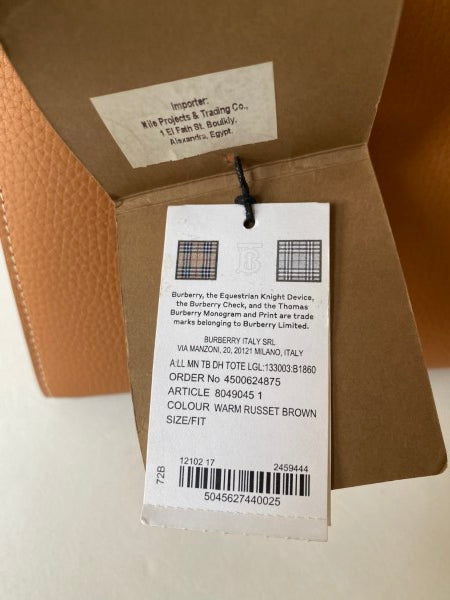 Importer:
Nile Projects & Trading Co.,
1 El Fath St. Boulkly.
Alexandra, Egypt.
TB
Burberry, the Equestrian Knight Device,
the Burberry Check, and the Thomas
Burberry Monogram and Print are trade
marks belonging to Burberry Limited.
BURBERRY ITALY SRL
VIA MANZONI, 20, 20121 MILANO, ITALY
A:LL MN TB DH TOTE LGL:133003:B1860
ORDER No 4500624875
ARTICLE 8049045 1
COLOUR WARM RUSSET BROWN
SIZE/FIT
72B
12102 17 2459444
5045627440025